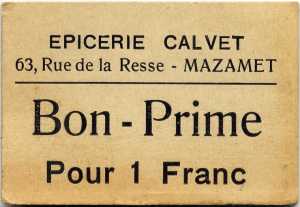 EPICERIE CALVET
63, Rue de la Resse - MAZAMET
Bon - Prime
Pour 1 Franc